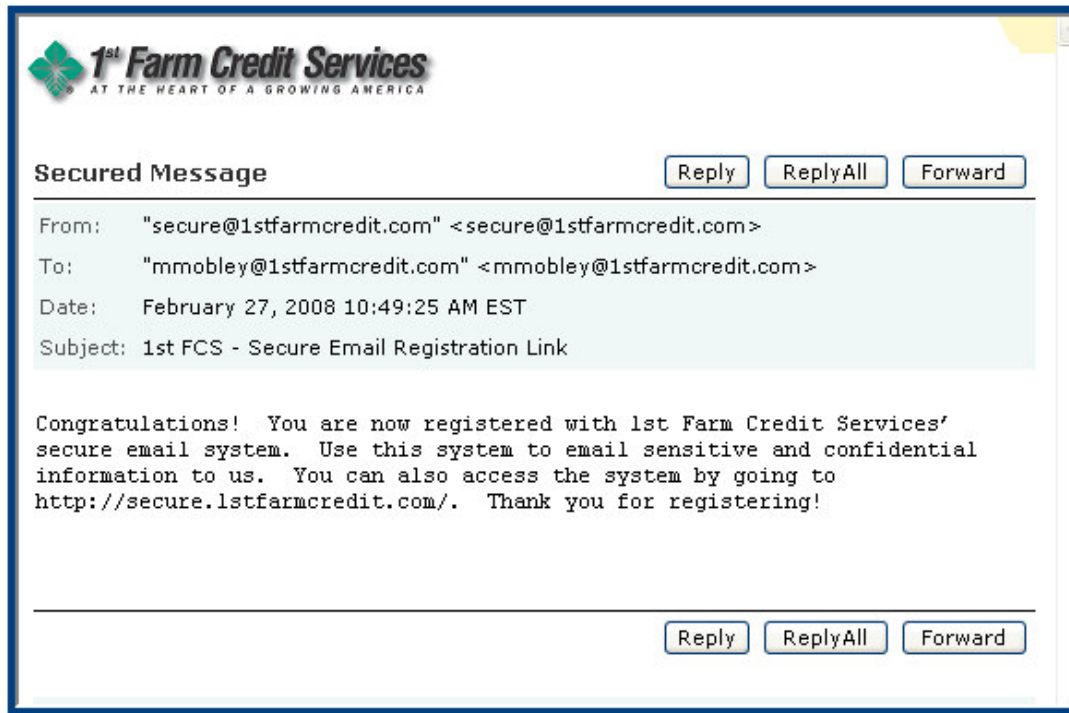 1st Farm Credit Services
AT THE HEART OF A GROWING AMERICA
Secured Message
Reply ReplyAll Forward
From: "secure@1stfarmcredit.com" <secure@1stfarmcredit.com>
To: "mmobley@1stfarmcredit.com" <mmobley@1stfarmcredit.com>
Date: February 27, 2008 10:49:25 AM EST
Subject: 1st FCS - Secure Email Registration Link
Congratulations! You are now registered with 1st Farm Credit Services'
secure email system. Use this system to email sensitive and confidential
information to us. You can also access the system by going to
http://secure.1stfarmcredit.com/. Thank you for registering!
Reply ReplyAll Forward